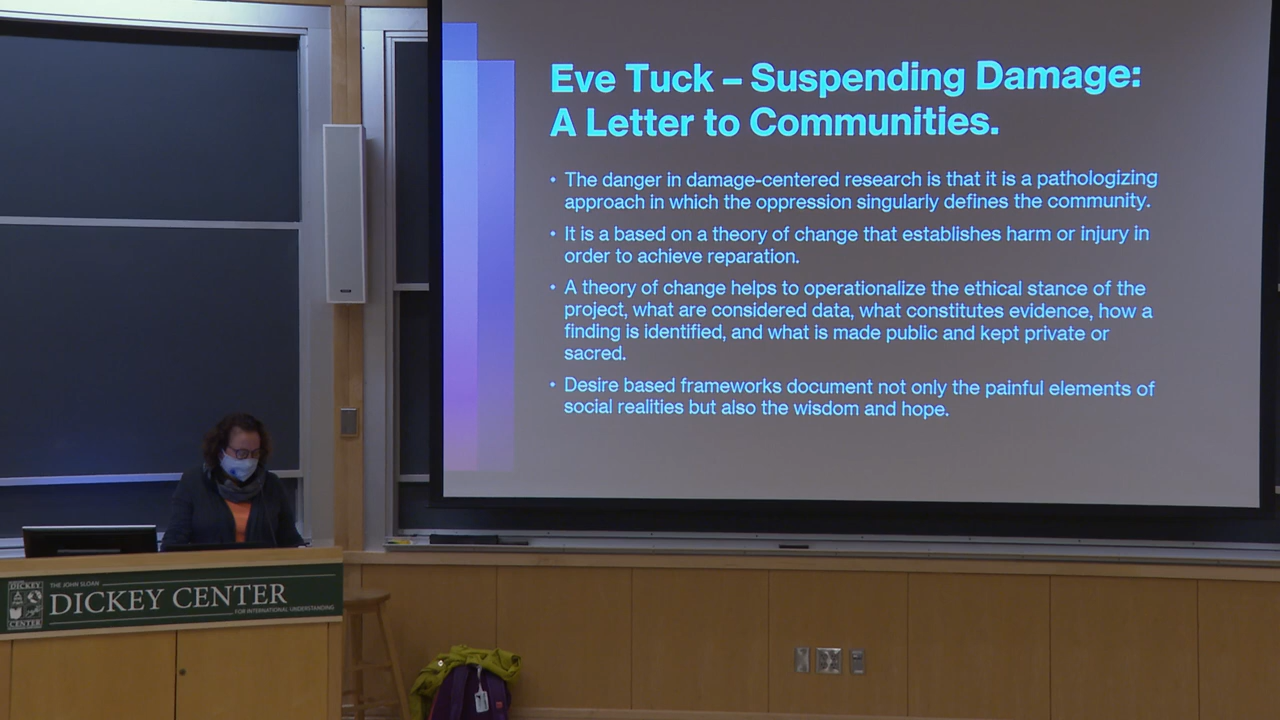 Eve Tuck – Suspending Damage:
A Letter to Communities.
• The danger in damage-centered research is that it is a pathologizing
approach in which the oppression singularly defines the community.
• It is a based on a theory of change that establishes harm or injury in
order to achieve reparation.
• A theory of change helps to operationalize the ethical stance of the
project, what are considered data, what constitutes evidence, how a
finding is identified, and what is made public and kept private or
sacred.
• Desire based frameworks document not only the painful elements of
social realities but also the wisdom and hope.
DICKEY
CENTER
THE JOHN SLOAN
DICKEY CENTER
FOR INTERNATIONAL UNDERSTANDING